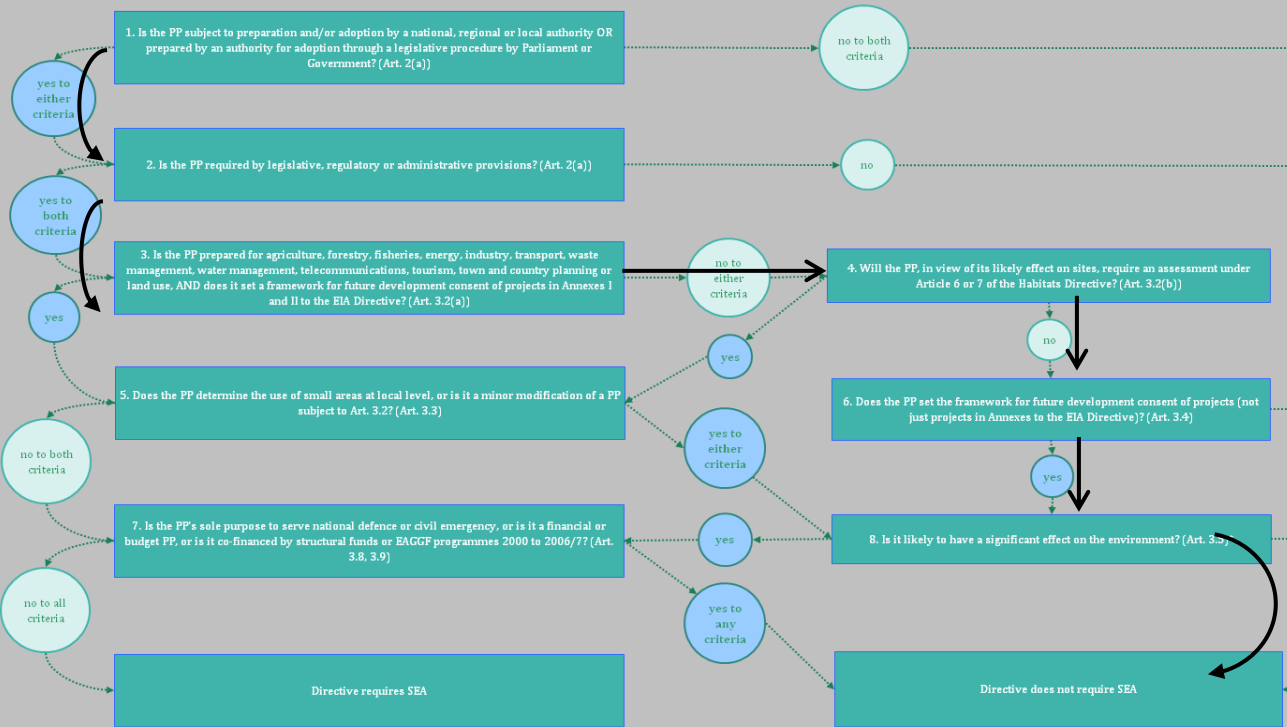 1. Is the PP subject to preparation and/or adoption by a national, regional or local authority OR
prepared by an authority for adoption through a legislative procedure by Parliament or
Government? (Art. 2(a))
no to both
criteria
yes to
either
criteria
2. Is the PP required by legislative, regulatory or administrative provisions? (Art. 2(a))
no
yes to
both
criteria
3. Is the PP prepared for agriculture, forestry, fisheries, energy, industry, transport, waste
management, water management, telecommunications, tourism, town and country planning or
land use, AND does it set a framework for future development consent of projects in Annexes I
and II to the EIA Directive? (Art. 3.2(a))
no to
either
criteria
4. Will the PP, in view of its likely effect on sites, require an assessment under
Article 6 or 7 of the Habitats Directive? (Art. 3.2(b))
yes
no
yes
5. Does the PP determine the use of small areas at local level, or is it a minor modification of a PP
subject to Art. 3.2? (Art. 3.3)
6. Does the PP set the framework for future development consent of projects (not
just projects in Annexes to the EIA Directive)? (Art. 3.4)
no to both
criteria
yes to
either
criteria
yes
7. Is the PP's sole purpose to serve national defence or civil emergency, or is it a financial or
budget PP, or is it co-financed by structural funds or EAGGF programmes 2000 to 2006/7? (Art.
3.8, 3.9)
yes
8. Is it likely to have a significant effect on the environment? (Art. 3.5)
no to all
criteria
yes to
any
criteria
Directive requires SEA
Directive does not require SEA